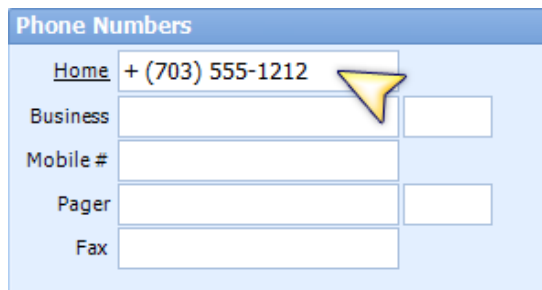 Phone Numbers
Home + (703) 555-1212
Business
Mobile #
Pager
Fax